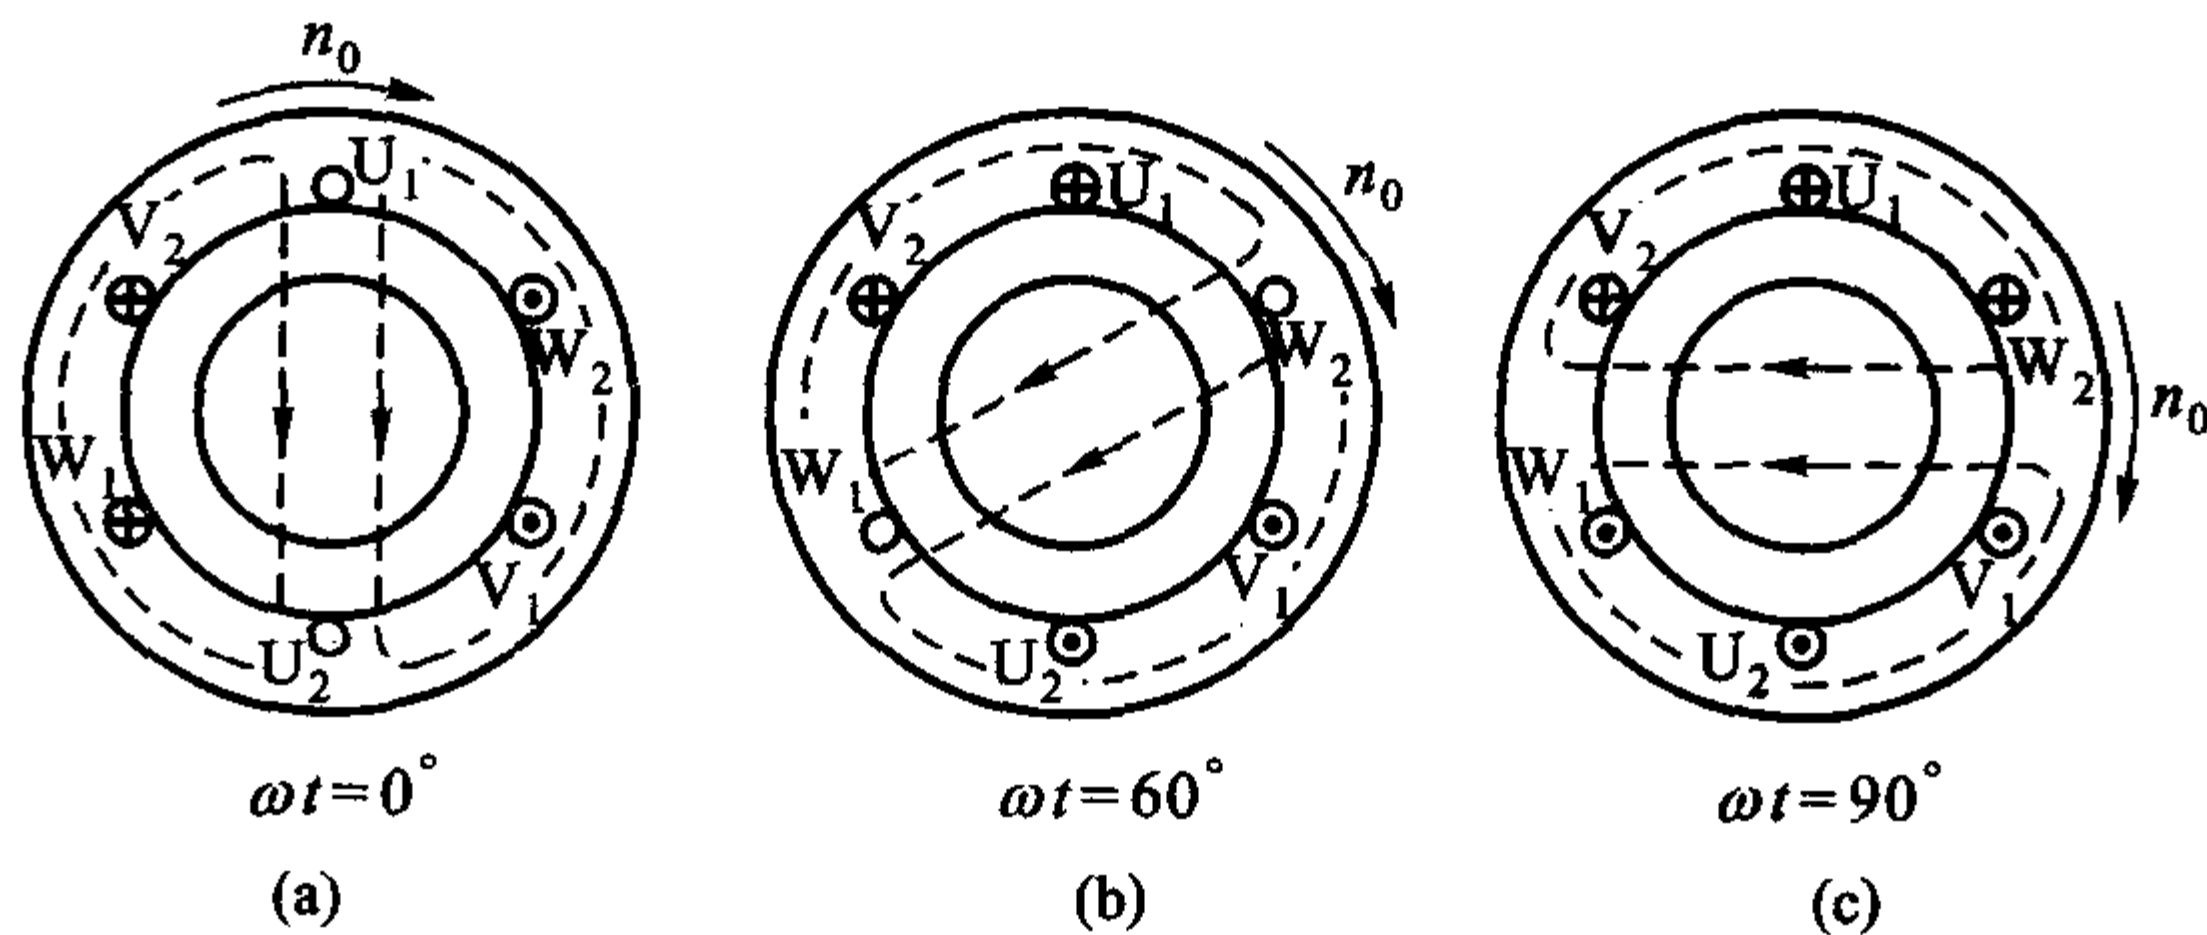 n₀
U₁
V₂
W₂
W₁
V₁
U₂
ωt=0°
(a)
n₀
U₁
V₂
W₂
W₁
V₁
U₂
ωt=60°
(b)
U₁
V₂
W₂
n₀
W₁
V₁
U₂
ωt=90°
(c)